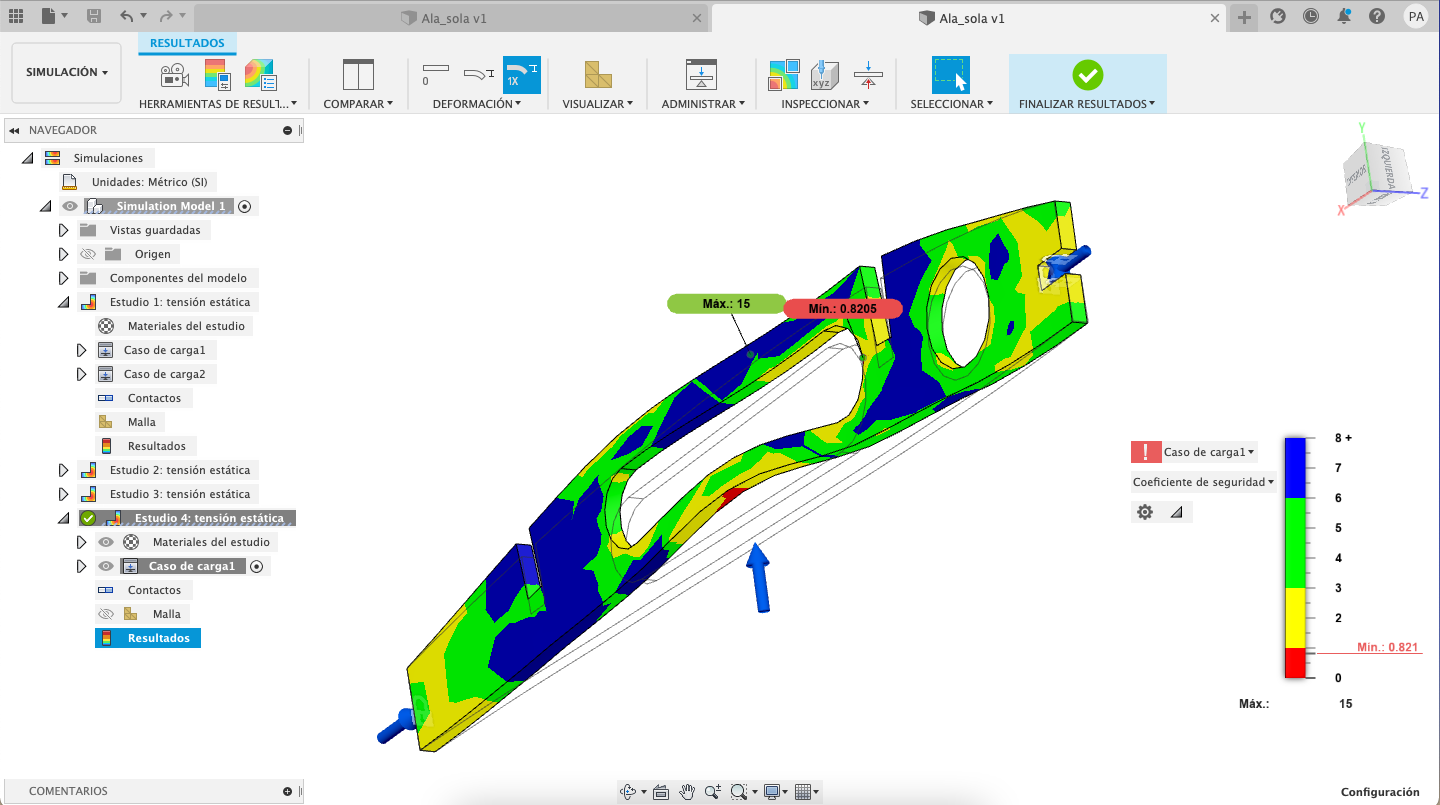 Ala_sola v1
Ala_sola v1
PA
SIMULACIÓN
RESULTADOS
0
1X
xyz
HERRAMIENTAS DE RESULT...
COMPARAR
DEFORMACIÓN
VISUALIZAR
ADMINISTRAR
INSPECCIONAR
SELECCIONAR
FINALIZAR RESULTADOS
NAVEGADOR
Simulaciones
Unidades: Métrico (SI)
Simulation Model 1
Vistas guardadas
Origen
Componentes del modelo
Estudio 1: tensión estática
Materiales del estudio
Caso de carga1
Caso de carga2
Contactos
Malla
Resultados
Estudio 2: tensión estática
Estudio 3: tensión estática
Estudio 4: tensión estática
Materiales del estudio
Caso de carga1
Contactos
Malla
Resultados
COMENTARIOS
Máx.: 15
Mín.: 0.8205
Y
IZQUIERDA
Z
X
Caso de carga1
Coeficiente de seguridad
8 +
7
6
5
4
3
2
Mín.: 0.821
0
Máx.: 15
Configuración